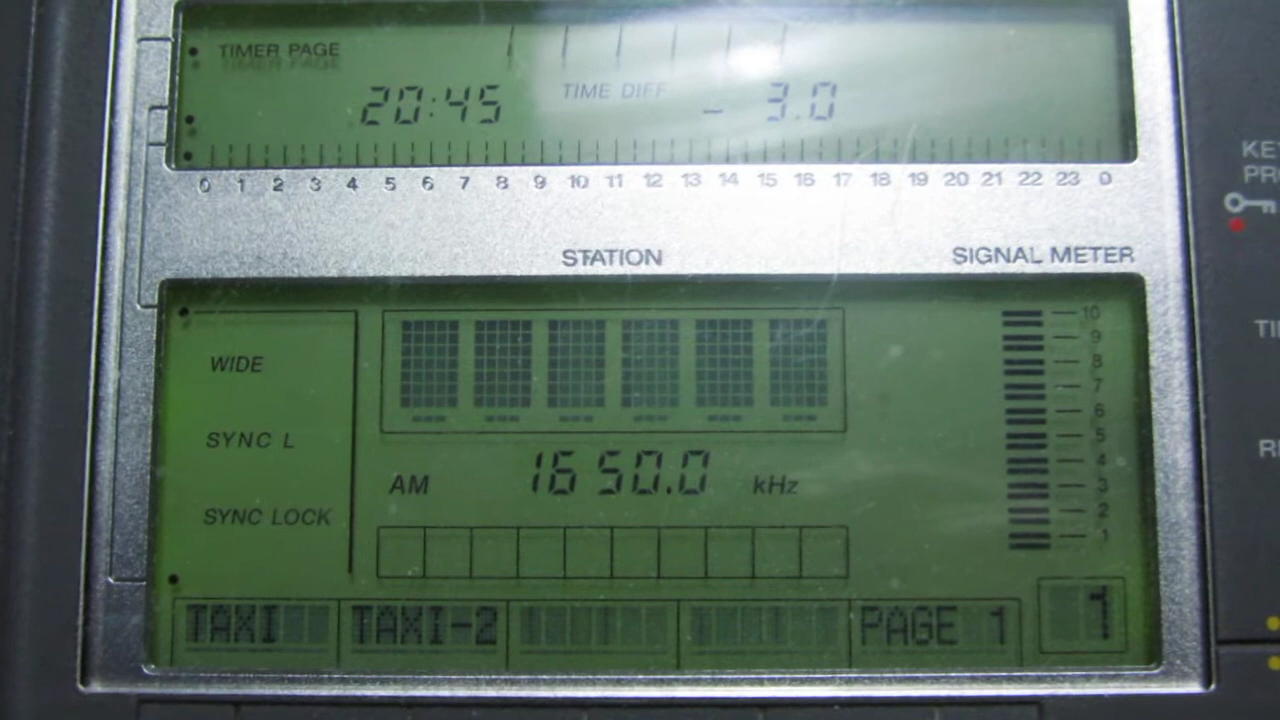 TIMER PAGE
20:45 TIME DIFF - 3.0
0 1 2 3 4 5 6 7 8 9 10 11 12 13 14 15 16 17 18 19 20 21 22 23 0
STATION SIGNAL METER
10
9
8
7
6
5
4
3
2
1
WIDE
SYNC L
SYNC LOCK
AM 1650.0 kHz
TAXI TAXI-2 PAGE 1 1